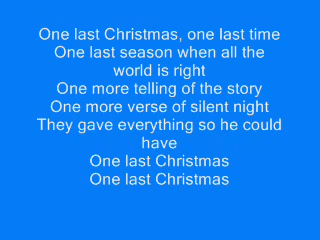 One last Christmas, one last time
One last season when all the
world is right
One more telling of the story
One more verse of silent night
They gave everything so he could
have
One last Christmas
One last Christmas